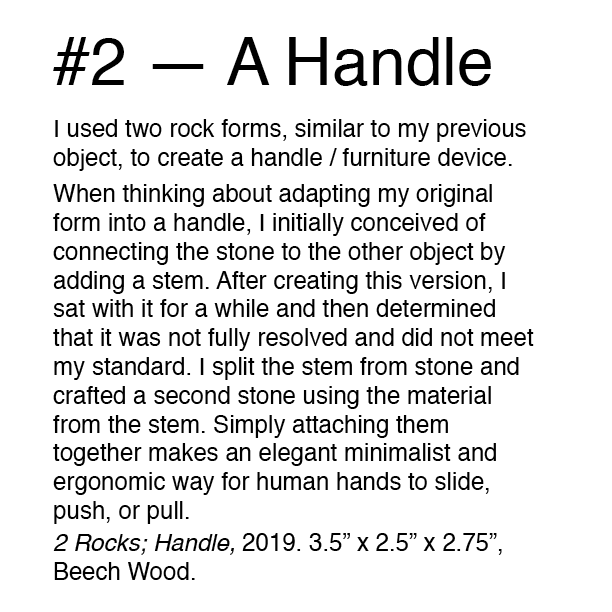 #2 — A Handle
I used two rock forms, similar to my previous
object, to create a handle / furniture device.
When thinking about adapting my original
form into a handle, I initially conceived of
connecting the stone to the other object by
adding a stem. After creating this version, I
sat with it for a while and then determined
that it was not fully resolved and did not meet
my standard. I split the stem from stone and
crafted a second stone using the material
from the stem. Simply attaching them
together makes an elegant minimalist and
ergonomic way for human hands to slide,
push, or pull.
2 Rocks; Handle, 2019. 3.5” x 2.5” x 2.75”,
Beech Wood.